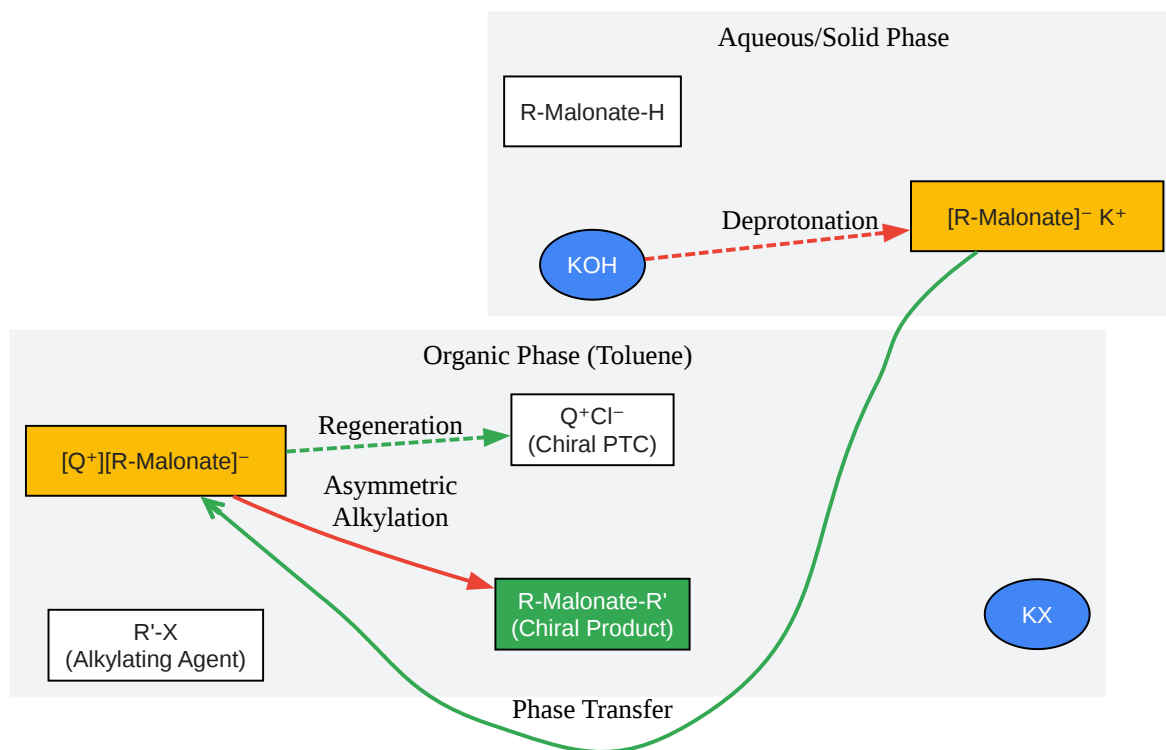 Aqueous/Solid Phase
R-Malonate-H
[R-Malonate]⁻ K⁺
Deprotonation
KOH
Organic Phase (Toluene)
Q⁺Cl⁻
(Chiral PTC)
Regeneration
[Q⁺][R-Malonate]⁻
Asymmetric
Alkylation
R-Malonate-R'
(Chiral Product)
KX
R'-X
(Alkylating Agent)
Phase Transfer